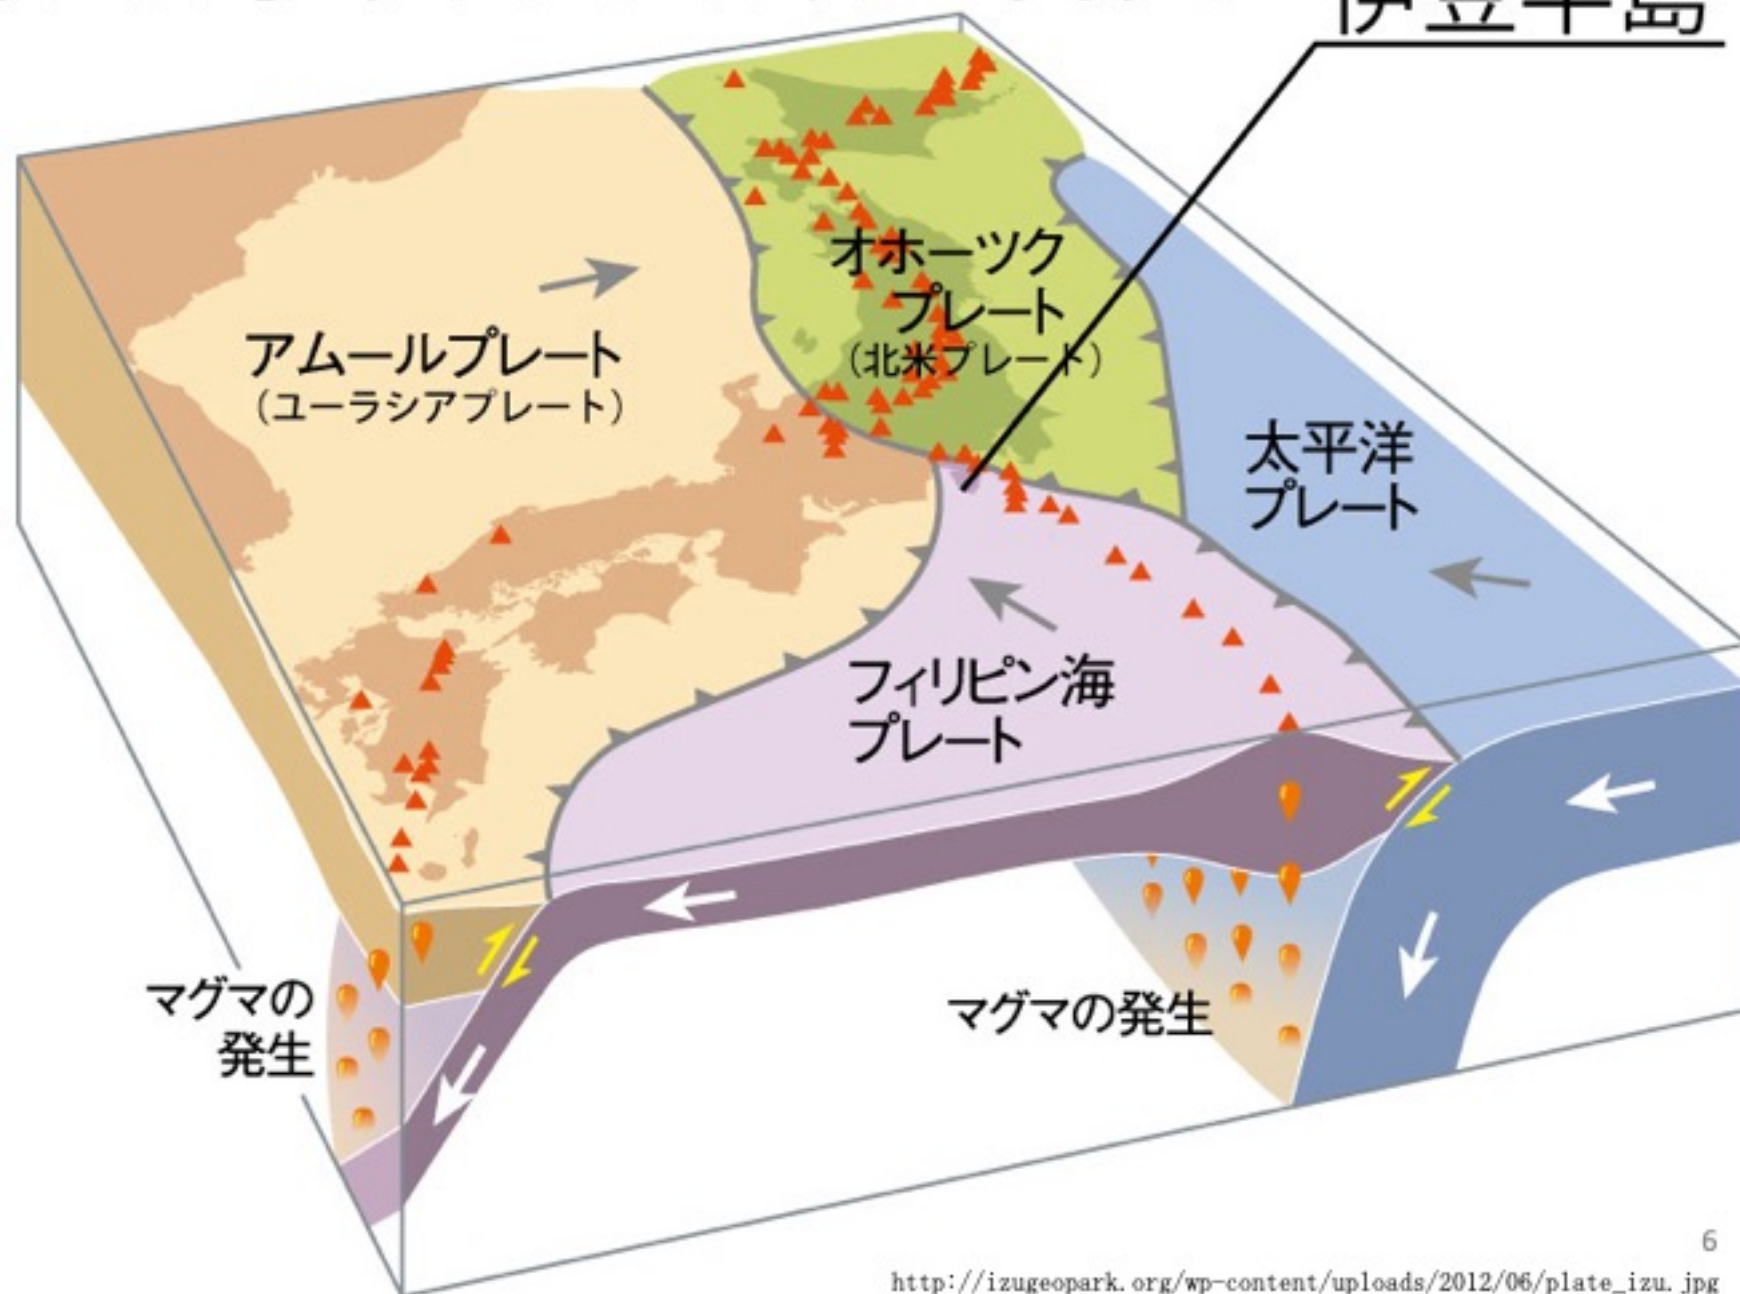 伊豆半島
オホーツク
プレート
(北米プレート)
アムールプレート
(ユーラシアプレート)
太平洋
プレート
フィリピン海
プレート
マグマの
発生
マグマの発生
6
http://izugeopark.org/wp-content/uploads/2012/06/plate_izu.jpg